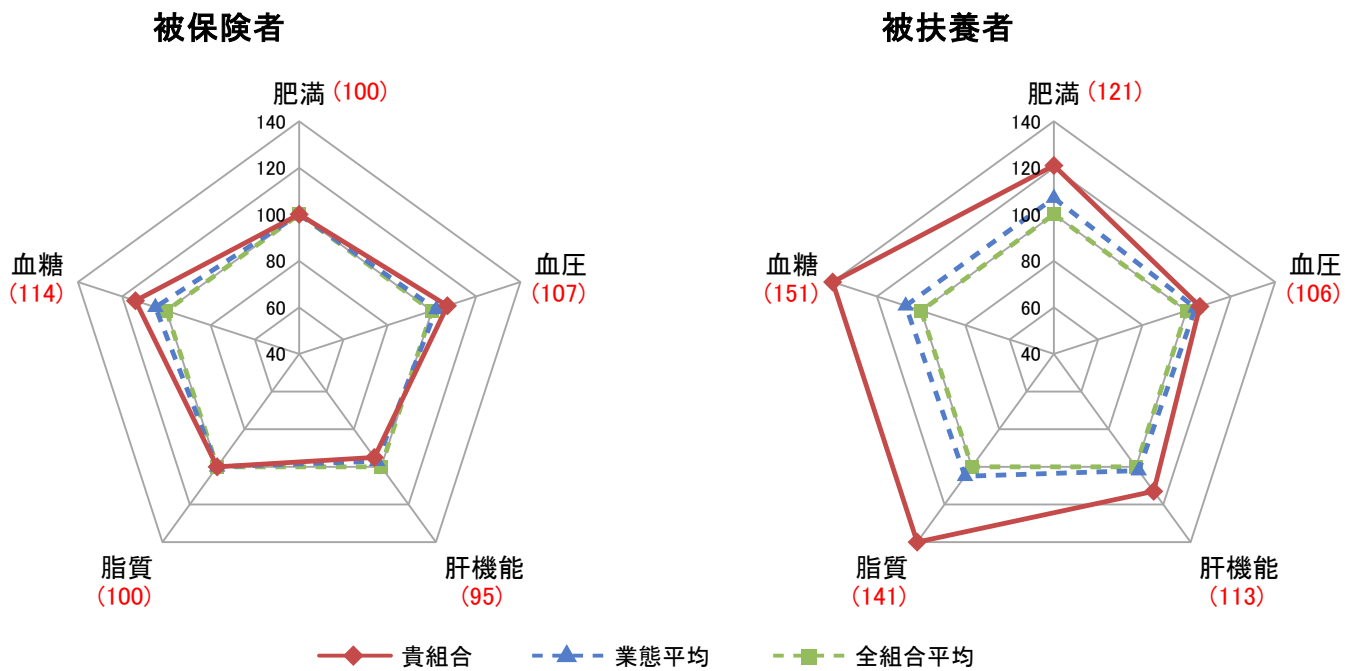 被保険者
肥満 (100)
140
120
100
80
60
40
血圧
(107)
肝機能
(95)
脂質
(100)
血糖
(114)
被扶養者
肥満 (121)
140
120
100
80
60
40
血圧
(106)
肝機能
(113)
脂質
(141)
血糖
(151)
貴組合 業態平均 全組合平均